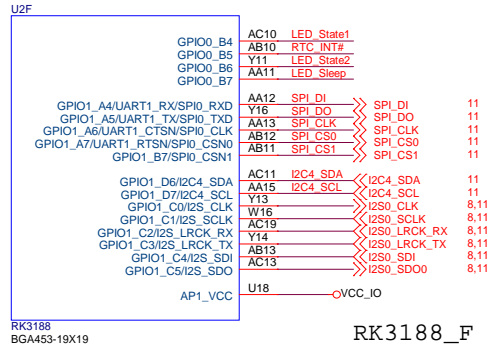 U2F
GPIO0_B4 AC10 LED_State1
GPIO0_B5 AB10 RTC_INT#
GPIO0_B6 Y11 LED_State2
GPIO0_B7 AA11 LED_Sleep
GPIO1_A4/UART1_RX/SPI0_RXD AA12 SPI_DI SPI_DI 11
GPIO1_A5/UART1_TX/SPI0_TXD Y16 SPI_DO SPI_DO 11
GPIO1_A6/UART1_CTSN/SPI0_CLK AA13 SPI_CLK SPI_CLK 11
GPIO1_A7/UART1_RTSN/SPI0_CSN0 AB12 SPI_CS0 SPI_CS0 11
GPIO1_B7/SPI0_CSN1 AB11 SPI_CS1 SPI_CS1 11
GPIO1_D6/I2C4_SDA AC11 I2C4_SDA I2C4_SDA 11
GPIO1_D7/I2C4_SCL AA15 I2C4_SCL I2C4_SCL 11
GPIO1_C0/I2S_CLK Y13 I2S0_CLK 8,11
GPIO1_C1/I2S_SCLK W16 I2S0_SCLK 8,11
GPIO1_C2/I2S_LRCK_RX AC19 I2S0_LRCK_RX 8,11
GPIO1_C3/I2S_LRCK_TX Y14 I2S0_LRCK_TX 8,11
GPIO1_C4/I2S_SDI AB13 I2S0_SDI 8,11
GPIO1_C5/I2S_SDO AC13 I2S0_SDO0 8,11
AP1_VCC U18 VCC_IO
RK3188
BGA453-19X19
RK3188_F